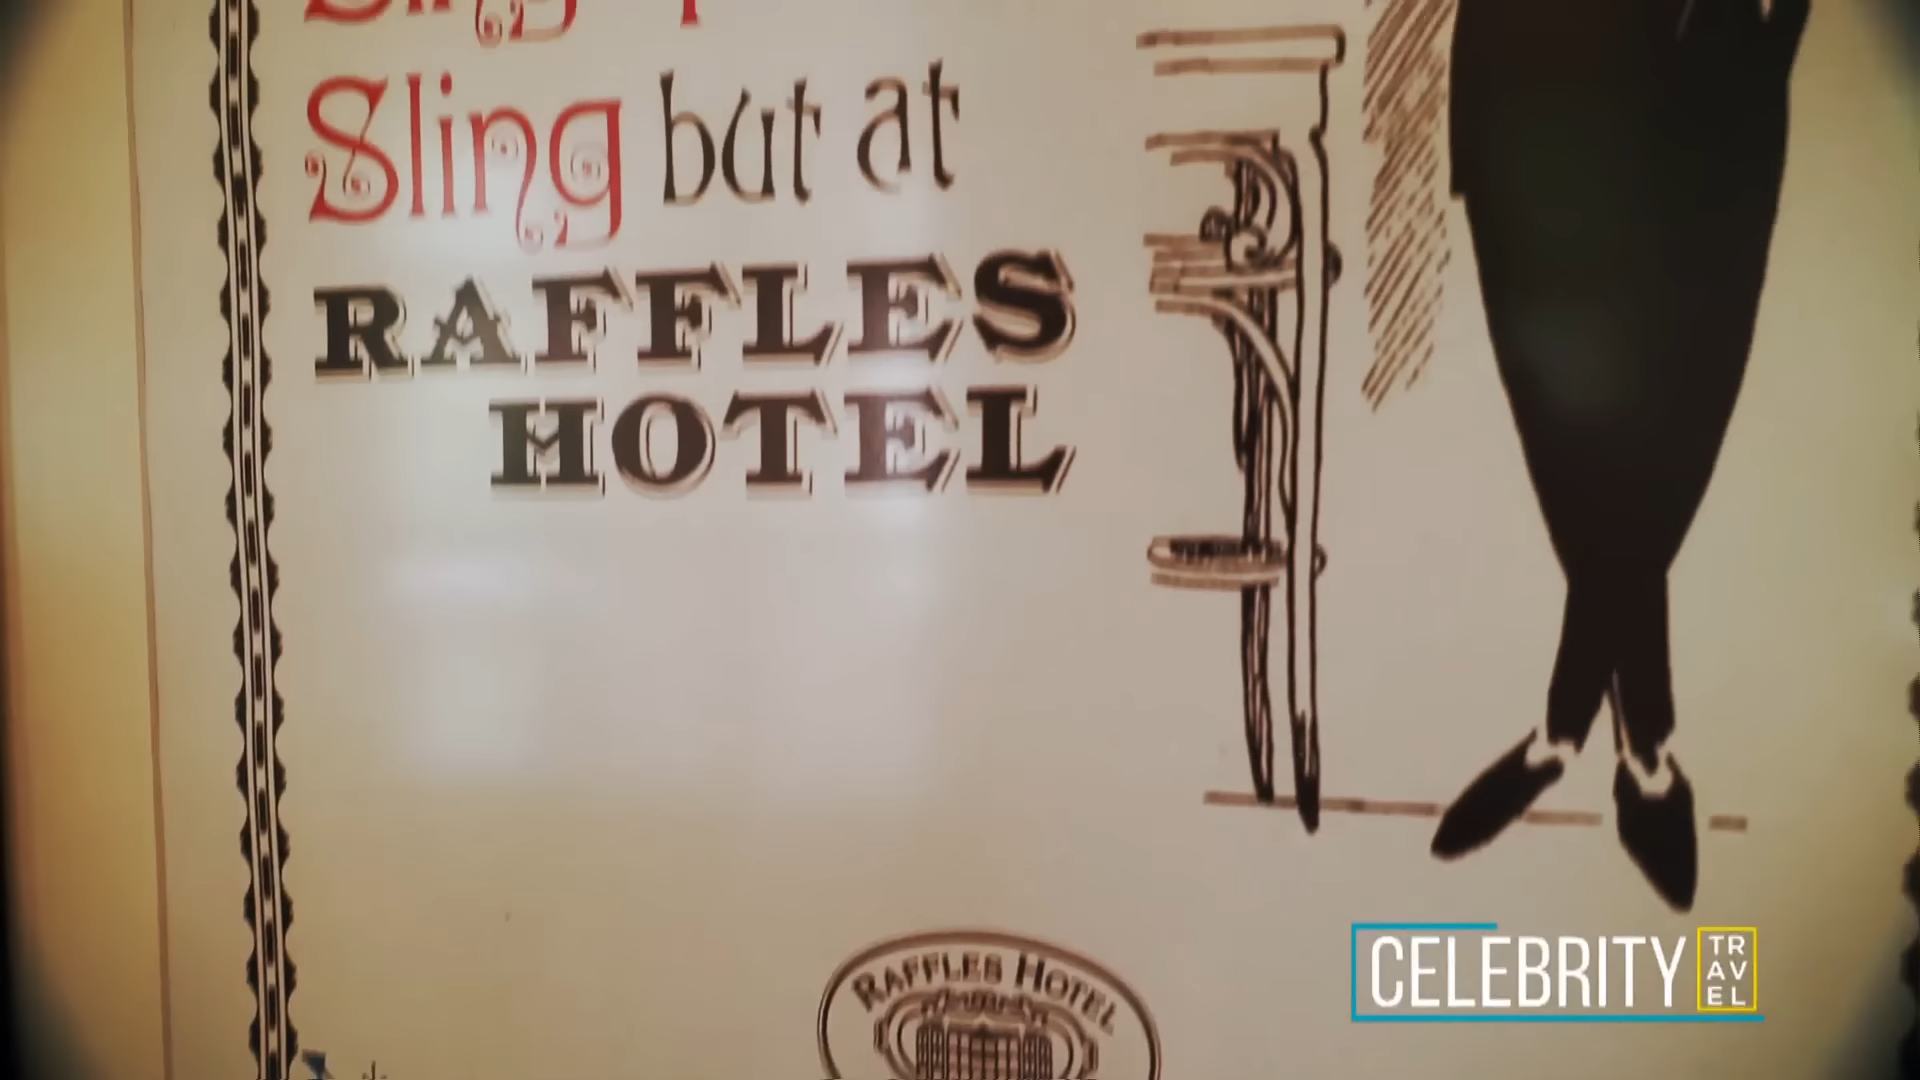 Sling but at
RAFFLES
HOTEL
RAFFLES HOTEL
CELEBRITY
TRAVEL